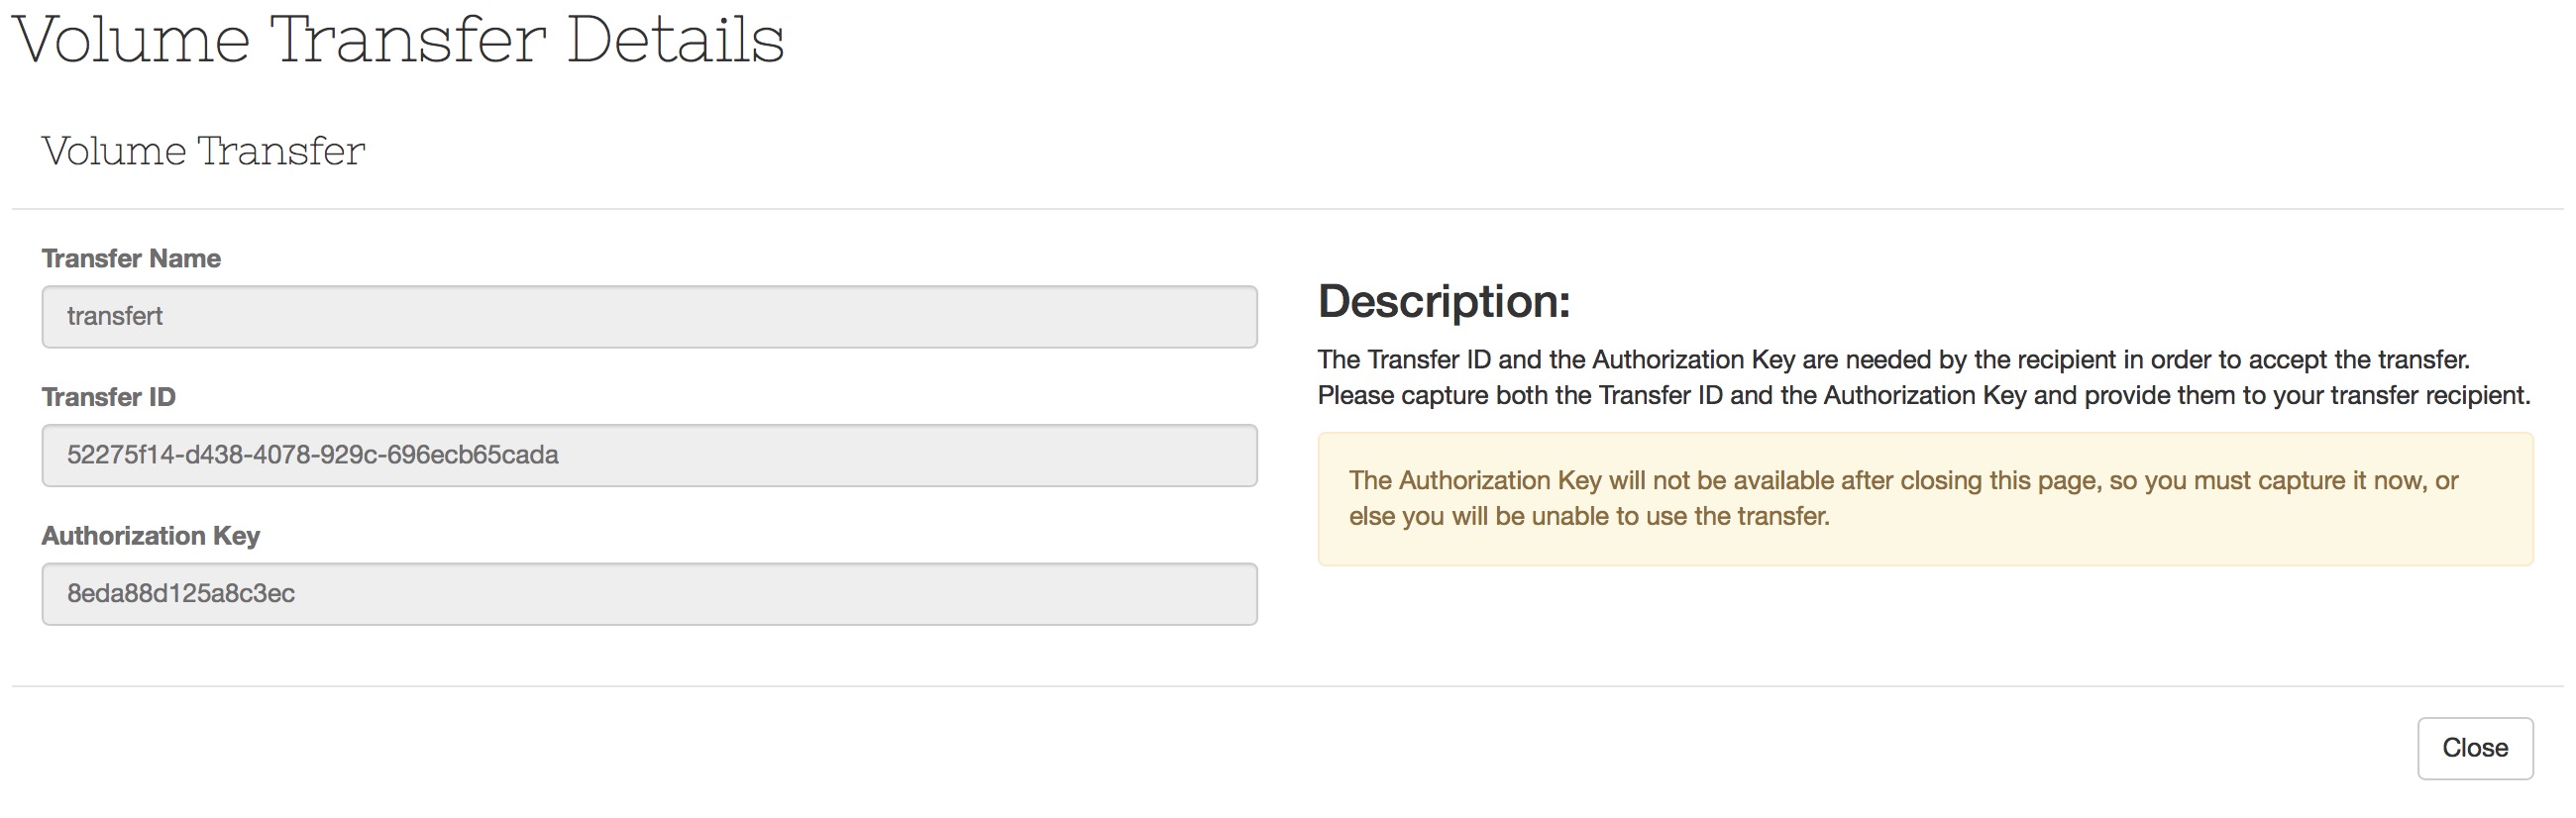 Volume Transfer Details
Volume Transfer
Transfer Name
transfert
Transfer ID
52275f14-d438-4078-929c-696ecb65cada
Authorization Key
8eda88d125a8c3ec
Description:
The Transfer ID and the Authorization Key are needed by the recipient in order to accept the transfer.
Please capture both the Transfer ID and the Authorization Key and provide them to your transfer recipient.
The Authorization Key will not be available after closing this page, so you must capture it now, or
else you will be unable to use the transfer.
Close